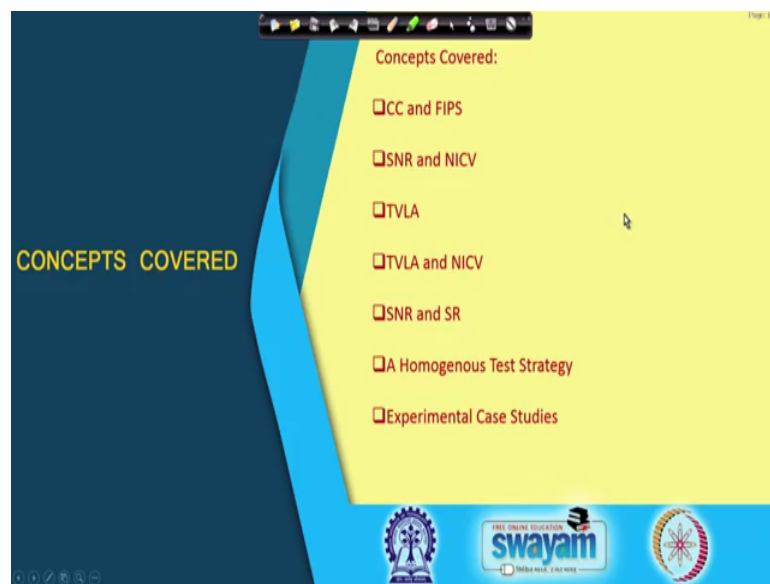 Concepts Covered:
CC and FIPS
SNR and NICV
TVLA
CONCEPTS COVERED
TVLA and NICV
SNR and SR
A Homogenous Test Strategy
Experimental Case Studies
FREE ONLINE EDUCATION
swayam